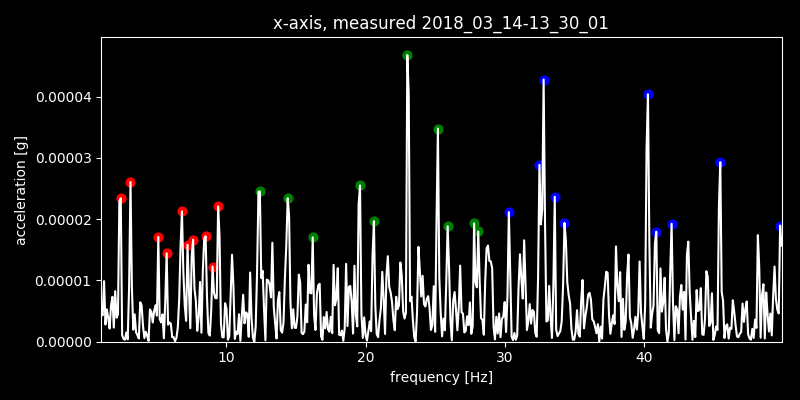 x-axis, measured 2018_03_14-13_30_01
acceleration [g]
0.00004
0.00003
0.00002
0.00001
0.00000
10 20 30 40
frequency [Hz]